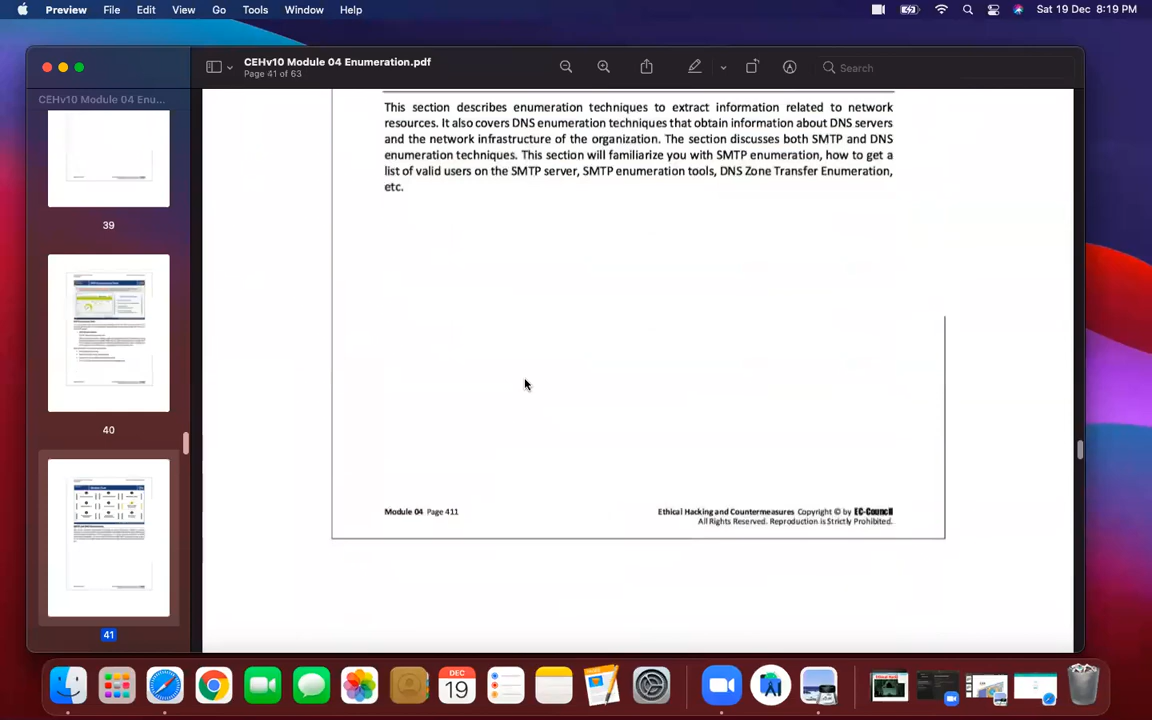 Preview File Edit View Go Tools Window Help Sat 19 Dec 8:19 PM
CEHv10 Module 04 Enumeration.pdf
Page 41 of 63
Search
CEHv10 Module 04 Enu...
39
40
41
This section describes enumeration techniques to extract information related to network
resources. It also covers DNS enumeration techniques that obtain information about DNS servers
and the network infrastructure of the organization. The section discusses both SMTP and DNS
enumeration techniques. This section will familiarize you with SMTP enumeration, how to get a
list of valid users on the SMTP server, SMTP enumeration tools, DNS Zone Transfer Enumeration,
etc.
Module 04 Page 411
Ethical Hacking and Countermeasures Copyright © by EC-Council
All Rights Reserved. Reproduction is Strictly Prohibited.
DEC
19